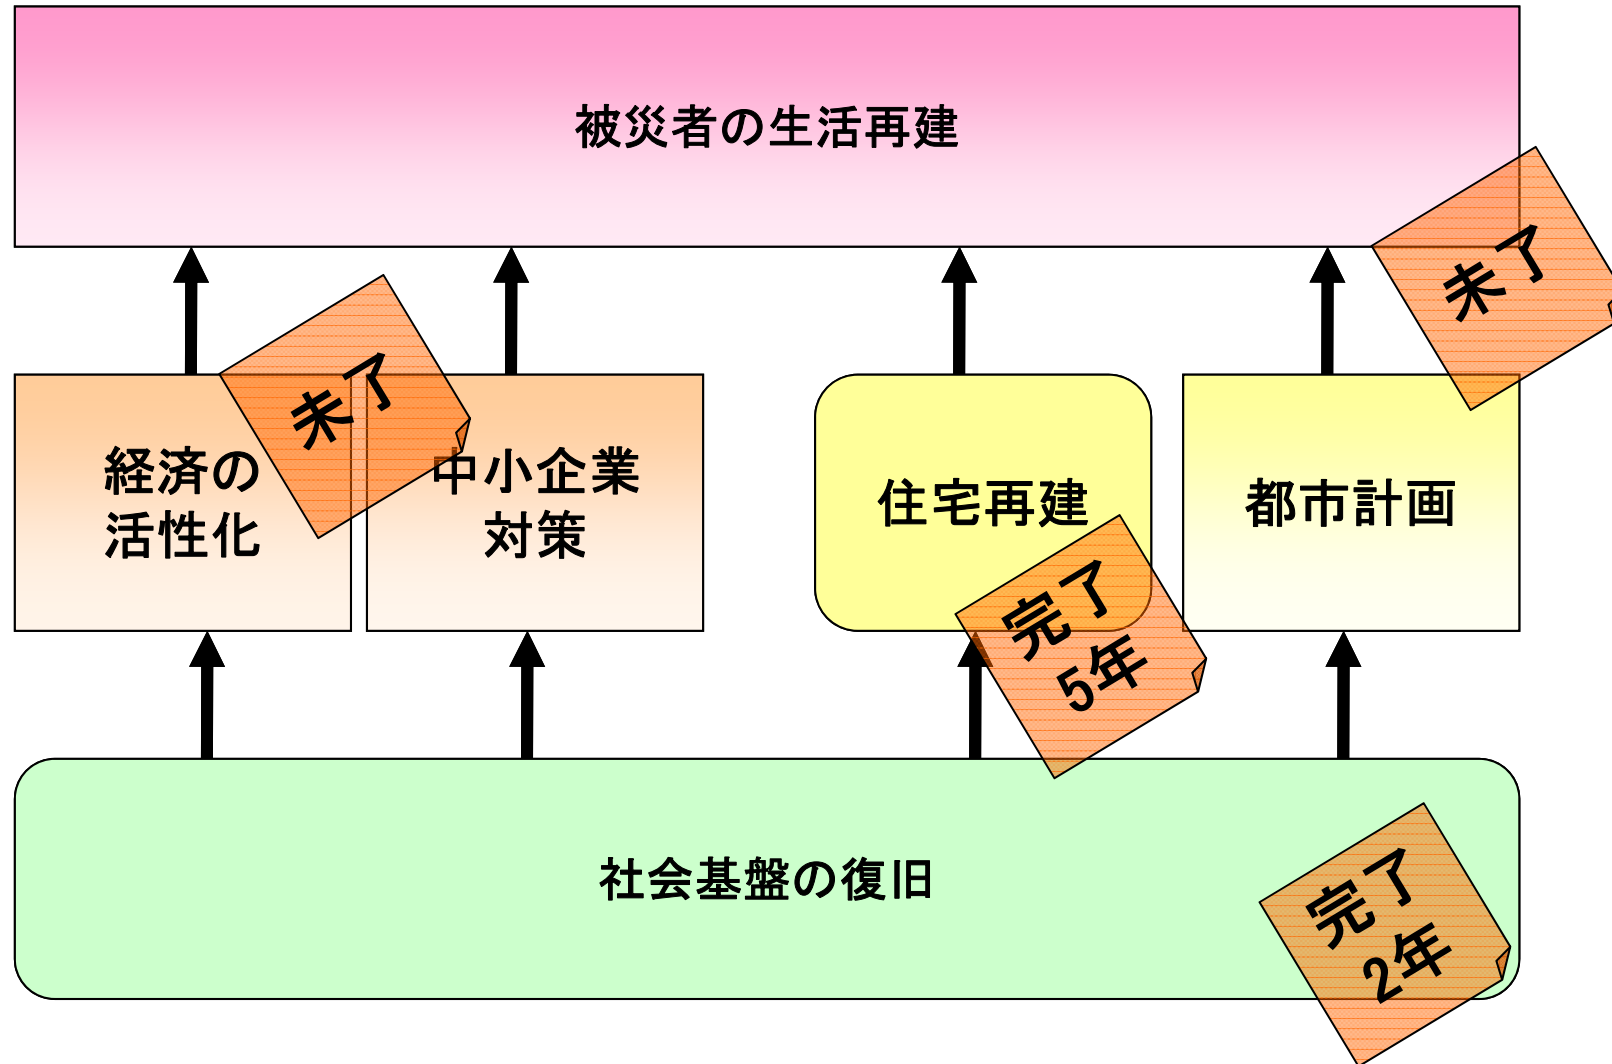 被災者の生活再建
未了
未了
経済の
活性化
中小企業
対策
住宅再建
都市計画
完了
5年
社会基盤の復旧
完了
2年